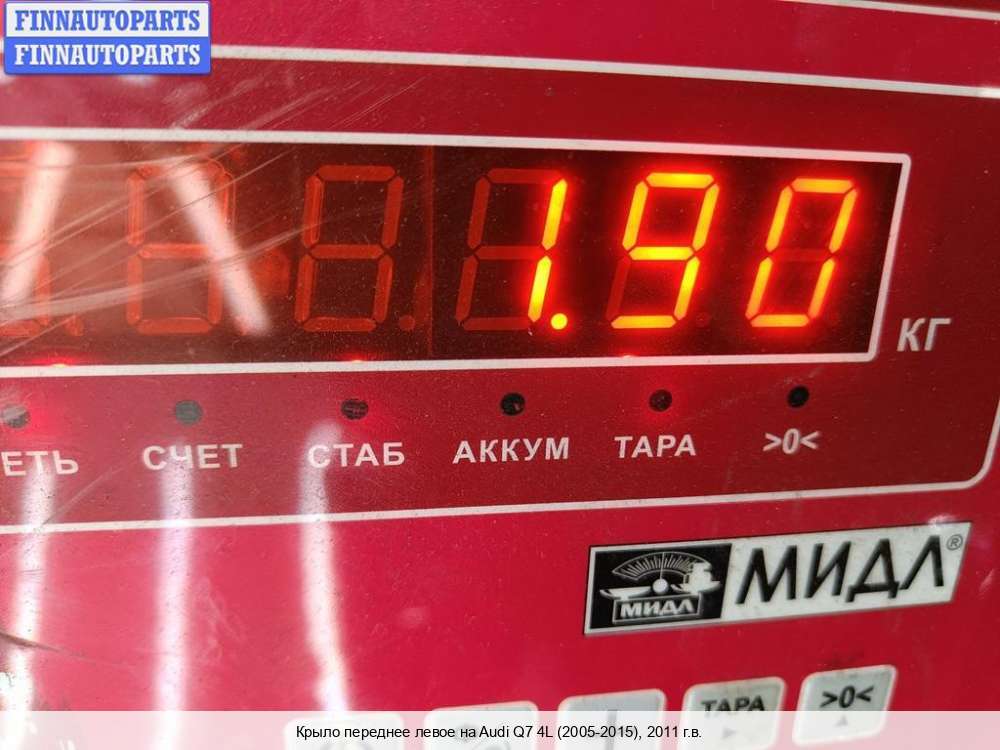 FINNAUTOPARTS
FINNAUTOPARTS
1.90
КГ
ЕТЬ СЧЕТ СТАБ АККУМ ТАРА >0<
МИДЛ МИДЛ®
ТАРА >0<
Крыло переднее левое на Audi Q7 4L (2005-2015), 2011 г.в.